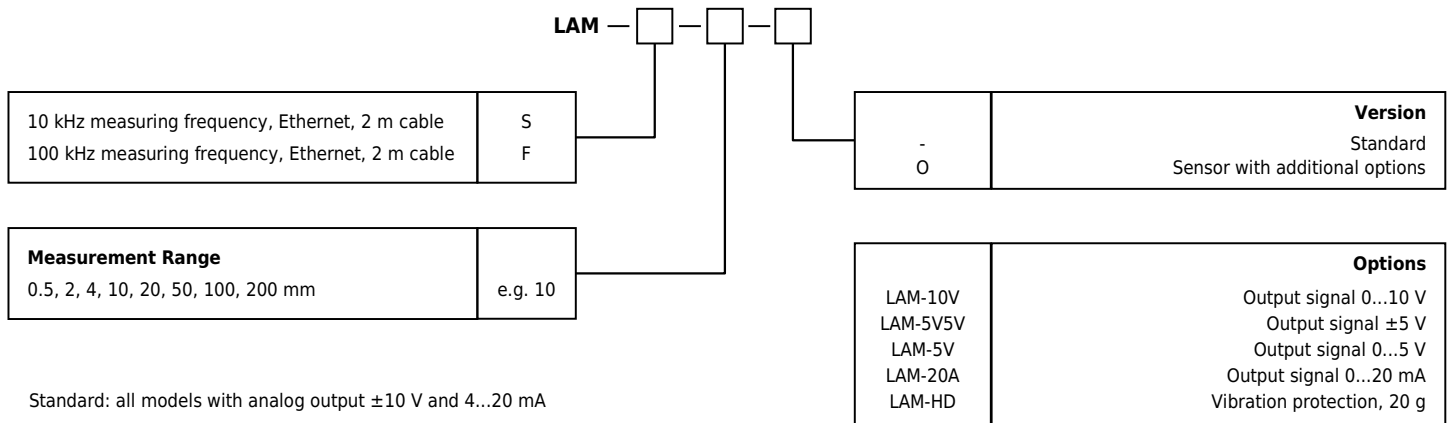 LAM — — —
10 kHz measuring frequency, Ethernet, 2 m cable S
100 kHz measuring frequency, Ethernet, 2 m cable F
Measurement Range
0.5, 2, 4, 10, 20, 50, 100, 200 mm e.g. 10
Standard: all models with analog output ±10 V and 4...20 mA
Version
- Standard
O Sensor with additional options
Options
LAM-10V Output signal 0...10 V
LAM-5V5V Output signal ±5 V
LAM-5V Output signal 0...5 V
LAM-20A Output signal 0...20 mA
LAM-HD Vibration protection, 20 g